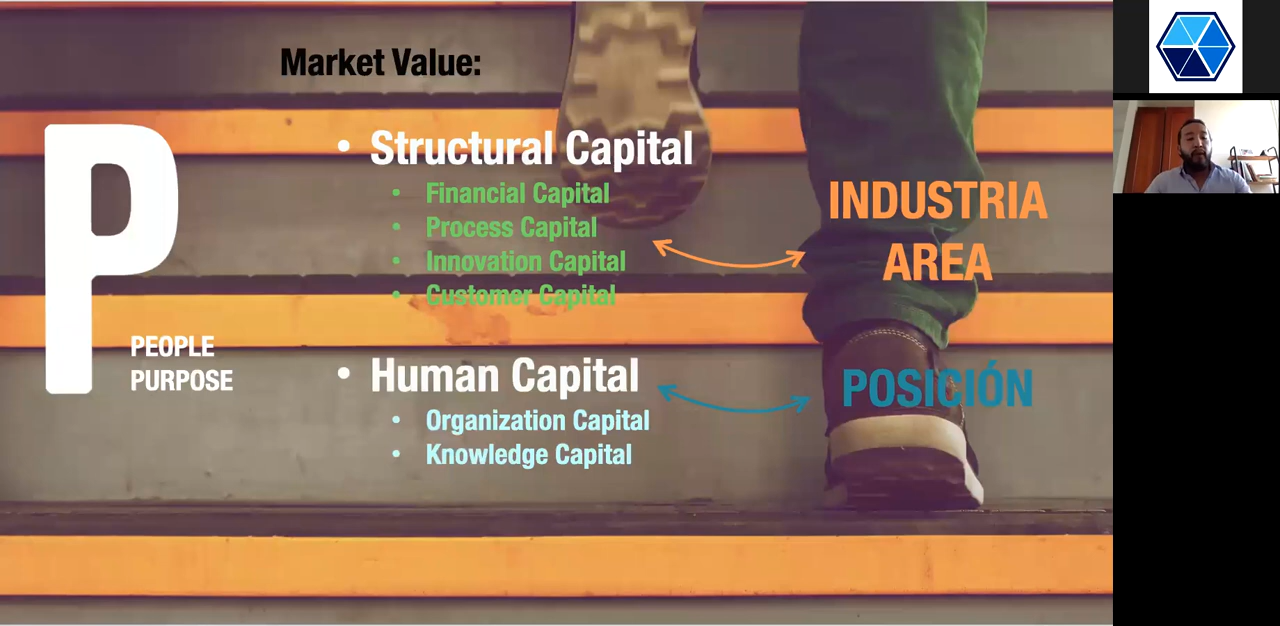 Market Value:
P
PEOPLE
PURPOSE
• Structural Capital
• Financial Capital
• Process Capital
• Innovation Capital
• Customer Capital
INDUSTRIA
AREA
• Human Capital
• Organization Capital
• Knowledge Capital
POSICIÓN